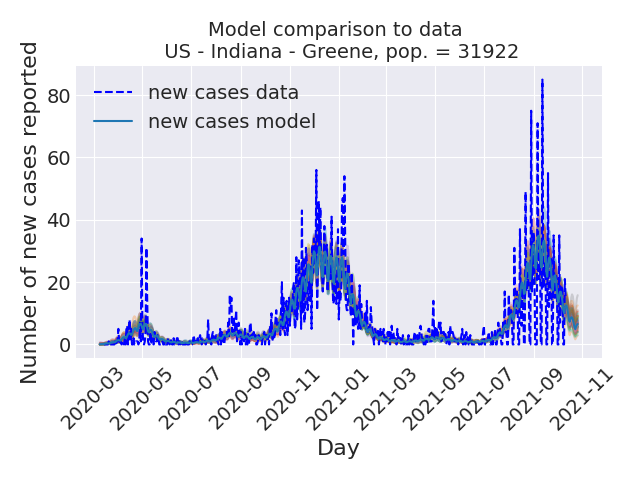 Model comparison to data
US - Indiana - Greene, pop. = 31922
Number of new cases reported
80
60
40
20
0
new cases data
new cases model
2020-03
2020-05
2020-07
2020-09
2020-11
2021-01
2021-03
2021-05
2021-07
2021-09
2021-11
Day